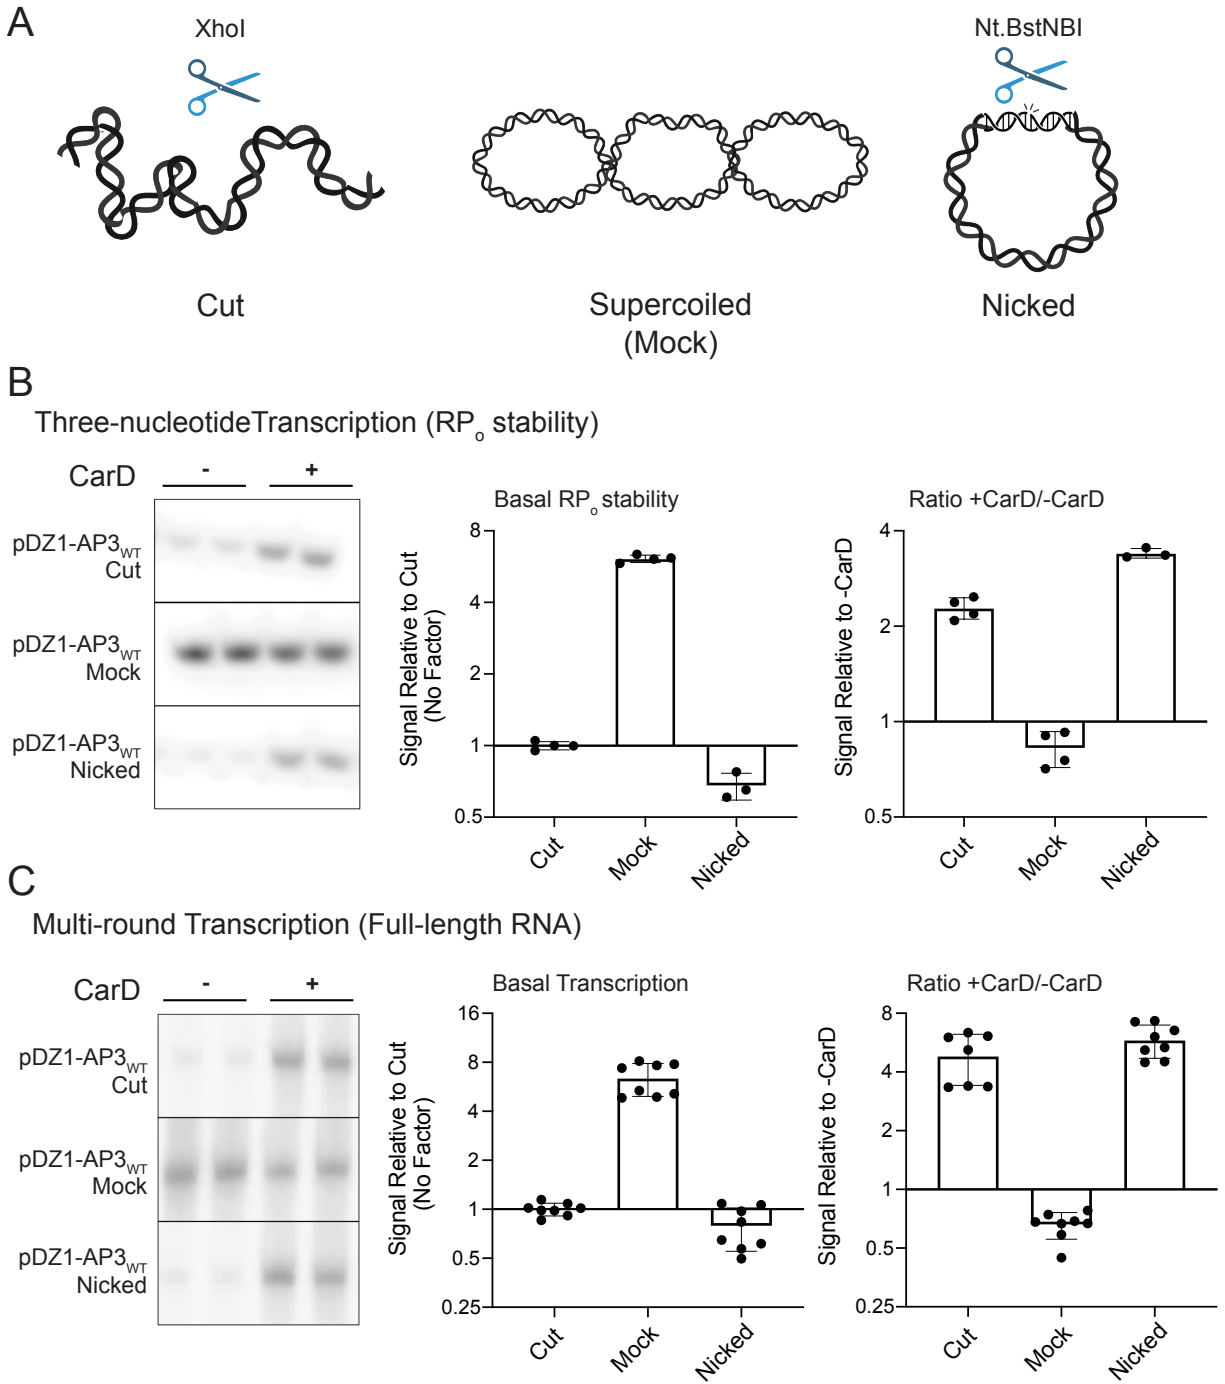 A
XhoI
Nt.BstNBI
Cut
Supercoiled
(Mock)
Nicked
B
Three-nucleotideTranscription (RPo stability)
CarD
-
+
pDZ1-AP3WT
Cut
pDZ1-AP3WT
Mock
pDZ1-AP3WT
Nicked
Basal RPo stability
Signal Relative to Cut
(No Factor)
8
4
2
1
0.5
Cut
Mock
Nicked
Ratio +CarD/-CarD
Signal Relative to -CarD
4
2
1
0.5
Cut
Mock
Nicked
C
Multi-round Transcription (Full-length RNA)
CarD
-
+
pDZ1-AP3WT
Cut
pDZ1-AP3WT
Mock
pDZ1-AP3WT
Nicked
Basal Transcription
Signal Relative to Cut
(No Factor)
16
8
4
2
1
0.5
0.25
Cut
Mock
Nicked
Ratio +CarD/-CarD
Signal Relative to -CarD
8
4
2
1
0.5
0.25
Cut
Mock
Nicked